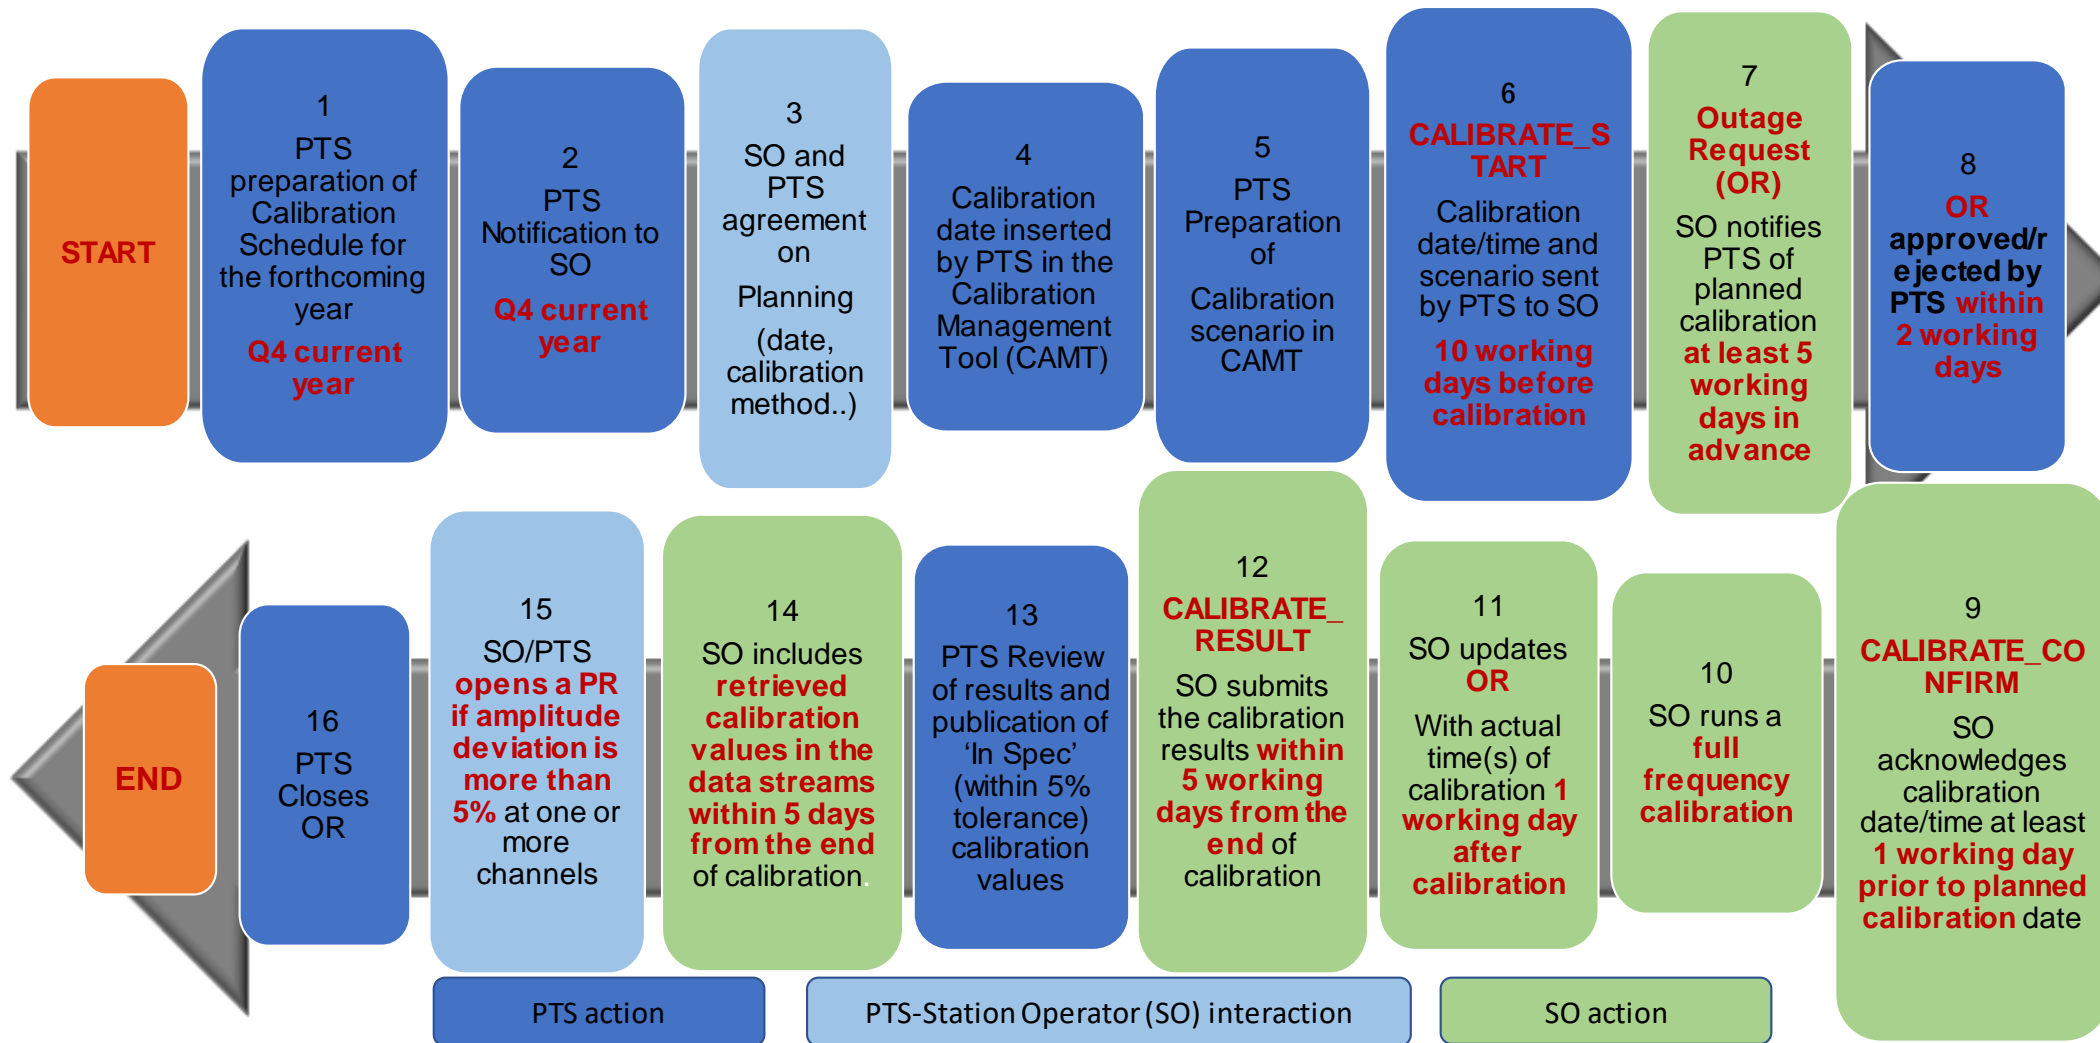 START
1
PTS
preparation of
Calibration
Schedule for
the forthcoming
year
Q4 current
year
2
PTS
Notification to
SO
Q4 current
year
3
SO and
PTS
agreement
on
Planning
(date,
calibration
method..)
4
Calibration
date inserted
by PTS in the
Calibration
Management
Tool (CAMT)
5
PTS
Preparation
of
Calibration
scenario in
CAMT
6
CALIBRATE_S
TART
Calibration
date/time and
scenario sent
by PTS to SO
10 working
days before
calibration
7
Outage
Request
(OR)
SO notifies
PTS of
planned
calibration
at least 5
working
days in
advance
8
OR
approved/r
ejected by
PTS within
2 working
days
9
CALIBRATE_CO
NFIRM
SO
acknowledges
calibration
date/time at least
1 working day
prior to planned
calibration date
10
SO runs a
full
frequency
calibration
11
SO updates
OR
With actual
time(s) of
calibration 1
working day
after
calibration
12
CALIBRATE_
RESULT
SO submits
the calibration
results within
5 working
days from the
end of
calibration
13
PTS Review
of results and
publication of
‘In Spec’
(within 5%
tolerance)
calibration
values
14
SO includes
retrieved
calibration
values in the
data streams
within 5 days
from the end
of calibration.
15
SO/PTS
opens a PR
if amplitude
deviation is
more than
5% at one or
more
channels
16
PTS
Closes
OR
END
PTS action
PTS-Station Operator (SO) interaction
SO action